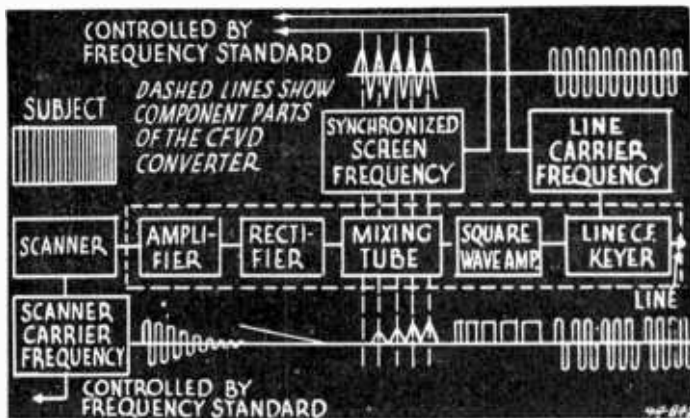 CONTROLLED BY
FREQUENCY STANDARD
DASHED LINES SHOW
COMPONENT PARTS
OF THE CFVD
CONVERTER
SUBJECT
SYNCHRONIZED
SCREEN
FREQUENCY
LINE
CARRIER
FREQUENCY
SCANNER
AMPLI-
FIER
RECTI-
FIER
MIXING
TUBE
SQUARE
WAVE AMP.
LINE C.F.
KEYER
LINE
SCANNER
CARRIER
FREQUENCY
CONTROLLED BY
FREQUENCY STANDARD